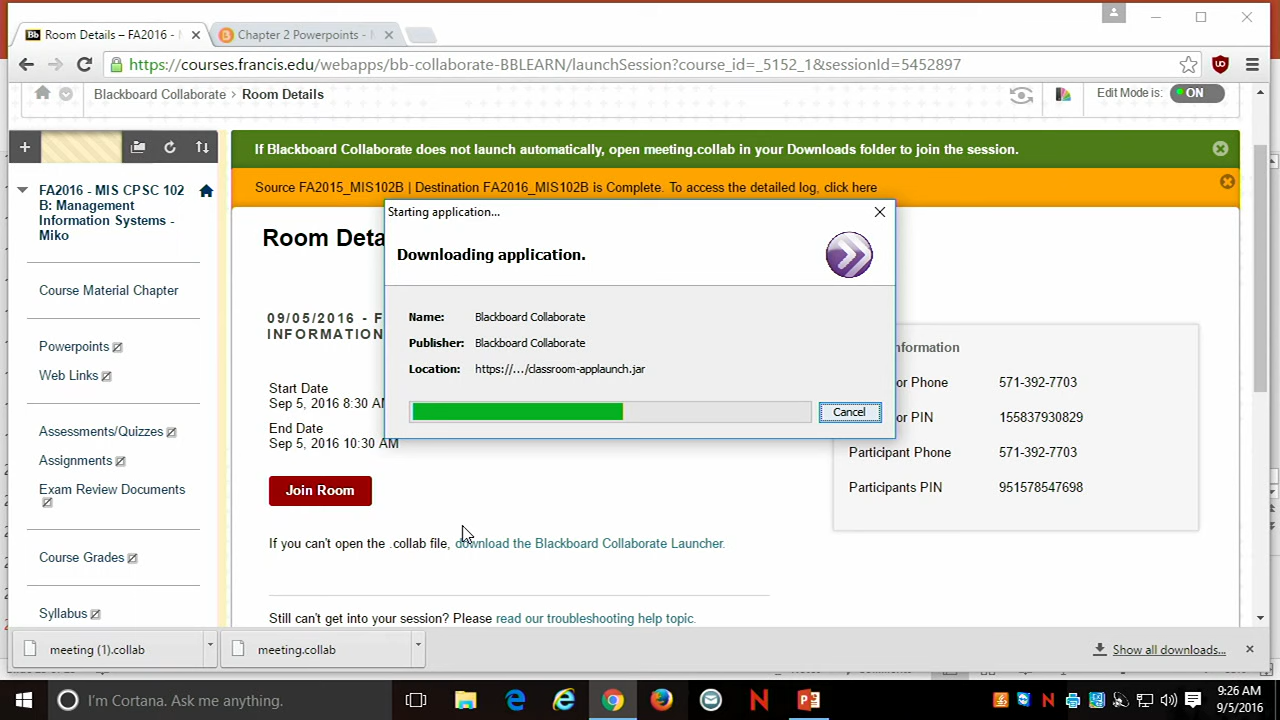 Room Details – FA2016 -
Chapter 2 Powerpoints -
https://courses.francis.edu/webapps/bb-collaborate-BBLEARN/launchSession?course_id=_5152_1&sessionId=5452897
Blackboard Collaborate > Room Details
Edit Mode is:
ON
If Blackboard Collaborate does not launch automatically, open meeting.collab in your Downloads folder to join the session.
Source FA2015_MIS102B | Destination FA2016_MIS102B is Complete. To access the detailed log, click here
FA2016 - MIS CPSC 102
B: Management
Information Systems -
Miko
Course Material Chapter
Powerpoints
Web Links
Assessments/Quizzes
Assignments
Exam Review Documents
Course Grades
Syllabus
Room Deta
09/05/2016 - F
INFORMATION
Start Date
Sep 5, 2016 8:30 AM
End Date
Sep 5, 2016 10:30 AM
Join Room
If you can't open the .collab file, download the Blackboard Collaborate Launcher.
Still can't get into your session? Please read our troubleshooting help topic.
Starting application...
Downloading application.
Name: Blackboard Collaborate
Publisher: Blackboard Collaborate
Location: https://.../classroom-applaunch.jar
Cancel
nformation
or Phone 571-392-7703
or PIN 155837930829
Participant Phone 571-392-7703
Participants PIN 951578547698
meeting (1).collab
meeting.collab
Show all downloads...
I'm Cortana. Ask me anything.
9:26 AM
9/5/2016